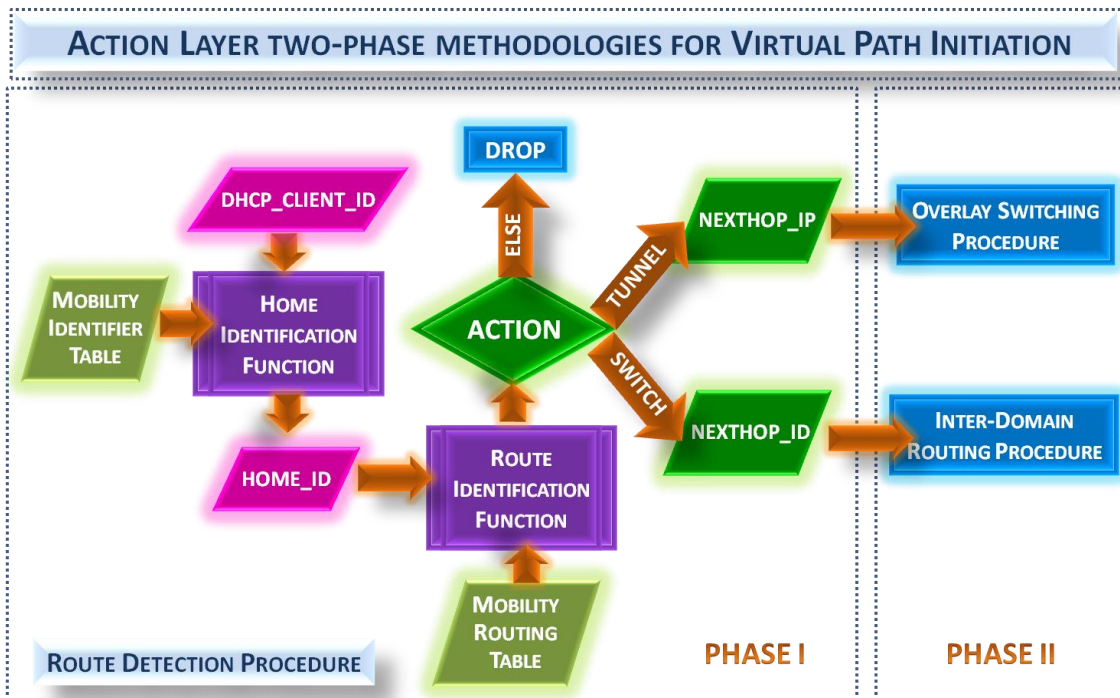 ACTION LAYER TWO-PHASE METHODOLOGIES FOR VIRTUAL PATH INITIATION
DROP
DHCP_CLIENT_ID
NEXTHOP_IP
OVERLAY SWITCHING
PROCEDURE
ELSE
TUNNEL
MOBILITY
IDENTIFIER
TABLE
HOME
IDENTIFICATION
FUNCTION
ACTION
SWITCH
HOME_ID
ROUTE
IDENTIFICATION
FUNCTION
NEXTHOP_ID
INTER-DOMAIN
ROUTING PROCEDURE
MOBILITY
ROUTING
TABLE
ROUTE DETECTION PROCEDURE
PHASE I
PHASE II